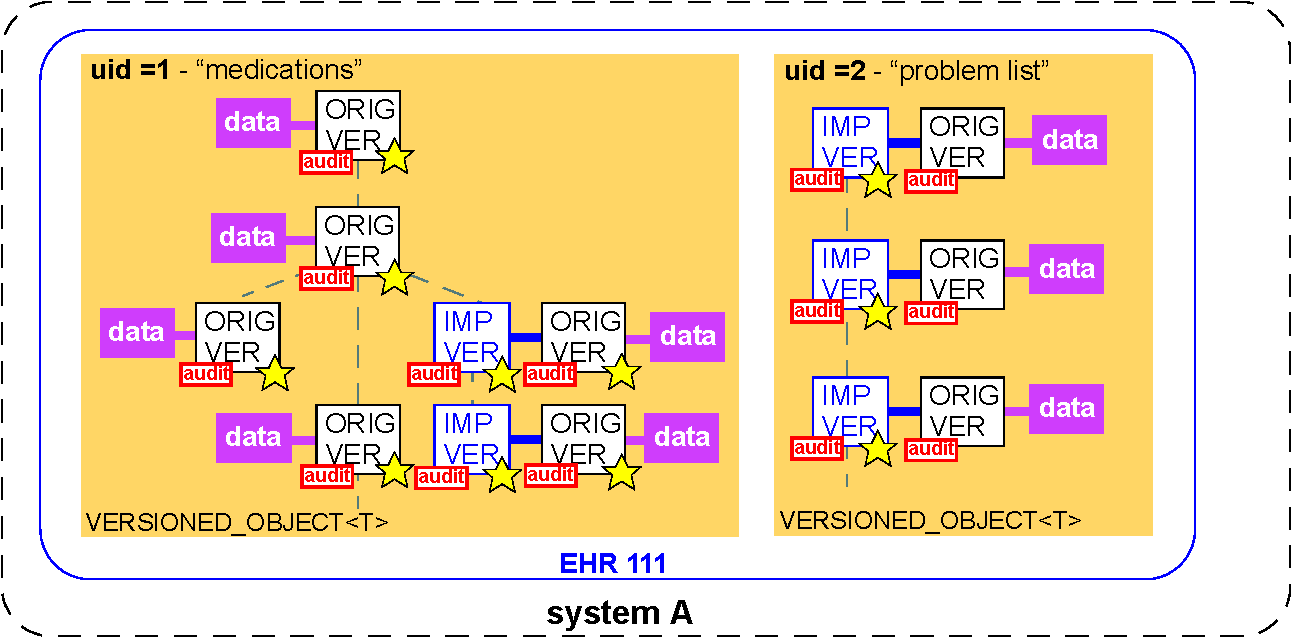 uid =1 - “medications”
data
ORIG
VER
audit
data
ORIG
VER
audit
data
ORIG
VER
audit
IMP
VER
audit
ORIG
VER
audit
data
data
ORIG
VER
audit
IMP
VER
audit
ORIG
VER
audit
data
VERSIONED_OBJECT<T>
uid =2 - “problem list”
IMP
VER
audit
ORIG
VER
audit
data
IMP
VER
audit
ORIG
VER
audit
data
IMP
VER
audit
ORIG
VER
audit
data
VERSIONED_OBJECT<T>
EHR 111
system A